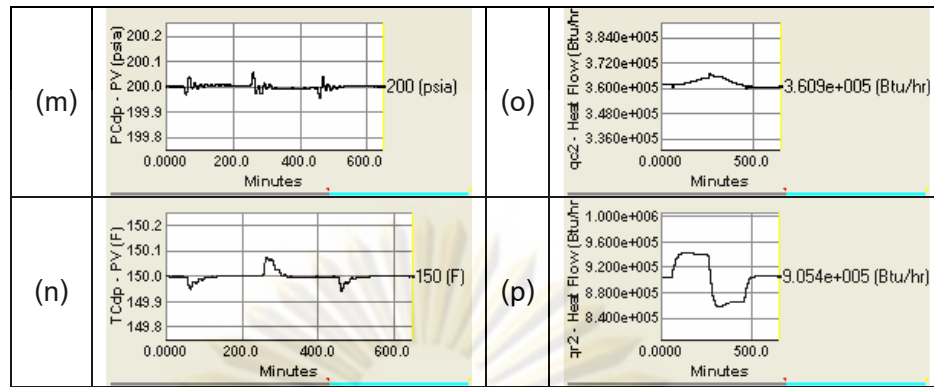 (m)
PCdp - PV (psia)
200.2
200.1
200.0
199.9
199.8
0.0000 200.0 400.0 600.0
Minutes
200 (psia)
(o)
qc2 - Heat Flow (Btu/hr
3.840e+005
3.720e+005
3.600e+005
3.480e+005
3.360e+005
0.0000 500.0
Minutes
3.609e+005 (Btu/hr)
(n)
TCdp - PV (F)
150.2
150.1
150.0
149.9
149.8
0.0000 200.0 400.0 600.0
Minutes
150 (F)
(p)
qr2 - Heat Flow (Btu/hr
1.000e+006
9.600e+005
9.200e+005
8.800e+005
8.400e+005
0.0000 500.0
Minutes
9.054e+005 (Btu/hr)